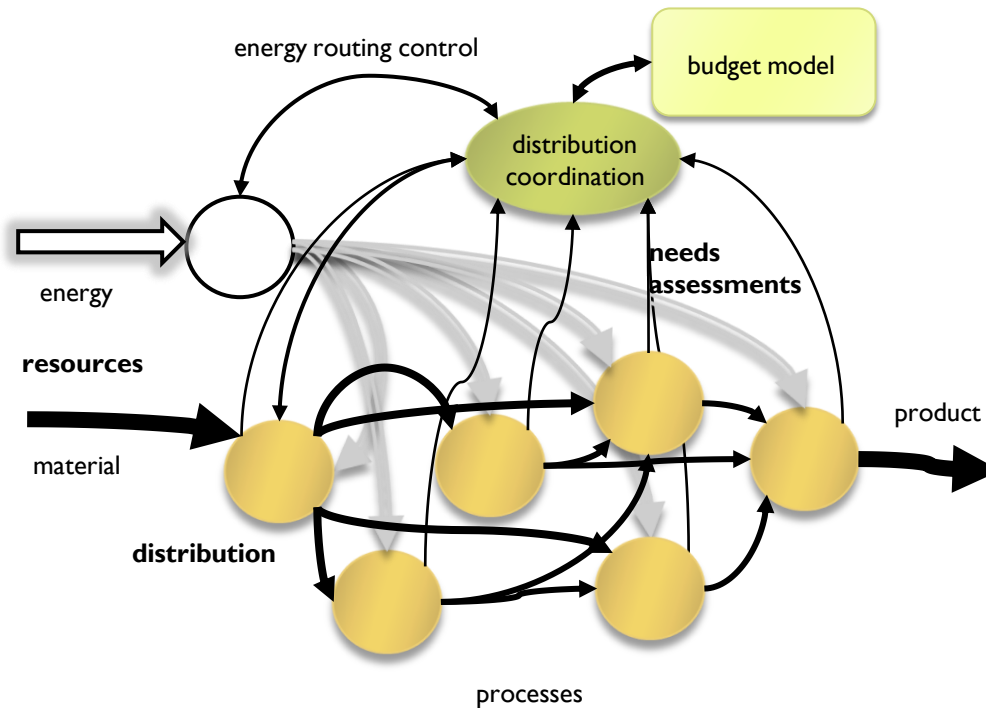 energy routing control
budget model
distribution
coordination
needs
assessments
energy
resources
product
material
distribution
processes